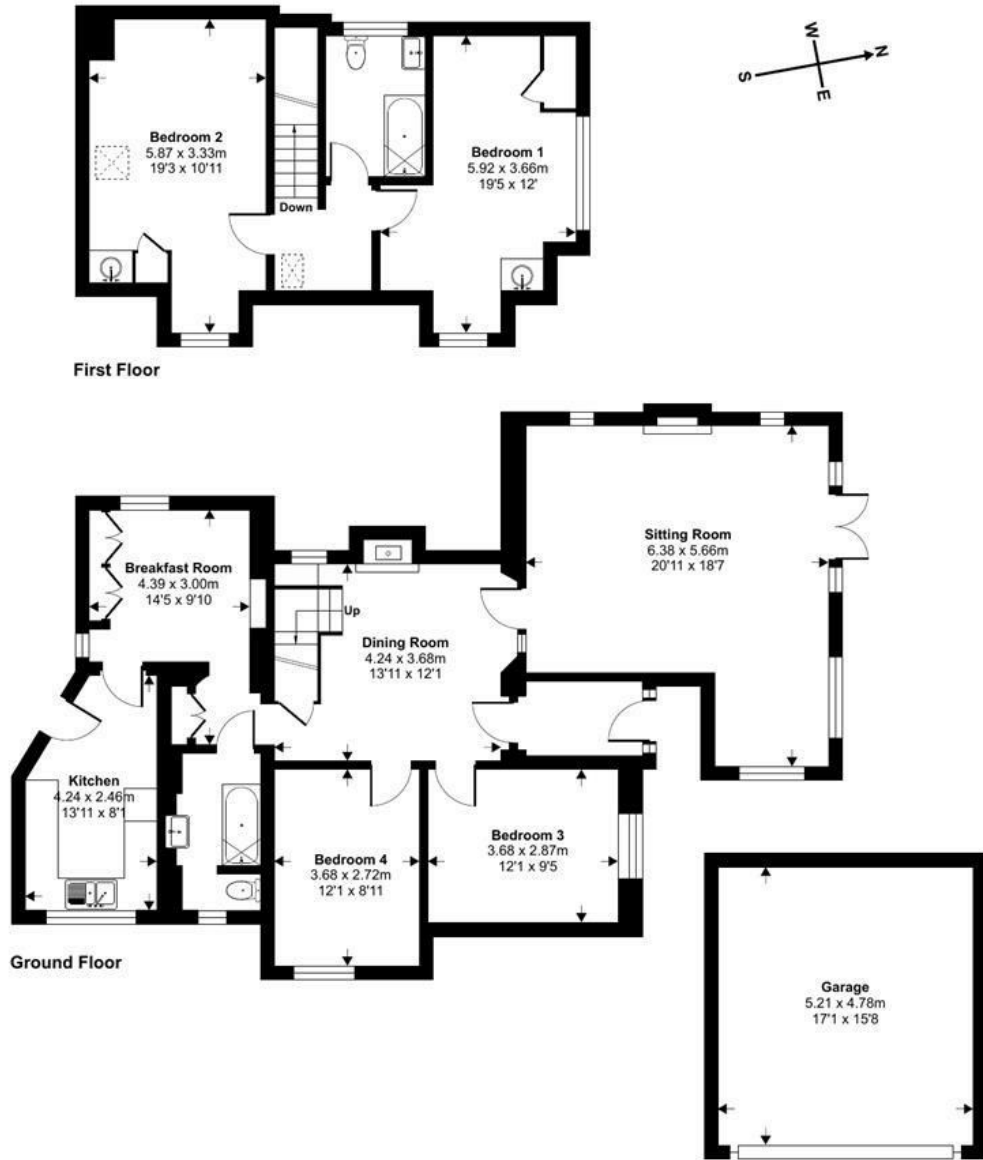 W
N
S
E
Bedroom 2
5.87 x 3.33m
19'3 x 10'11
Bedroom 1
5.92 x 3.66m
19'5 x 12'
Down
First Floor
Sitting Room
6.38 x 5.66m
20'11 x 18'7
Breakfast Room
4.39 x 3.00m
14'5 x 9'10
Up
Dining Room
4.24 x 3.68m
13'11 x 12'1
Kitchen
4.24 x 2.46m
13'11 x 8'1
Bedroom 4
3.68 x 2.72m
12'1 x 8'11
Bedroom 3
3.68 x 2.87m
12'1 x 9'5
Ground Floor
Garage
5.21 x 4.78m
17'1 x 15'8